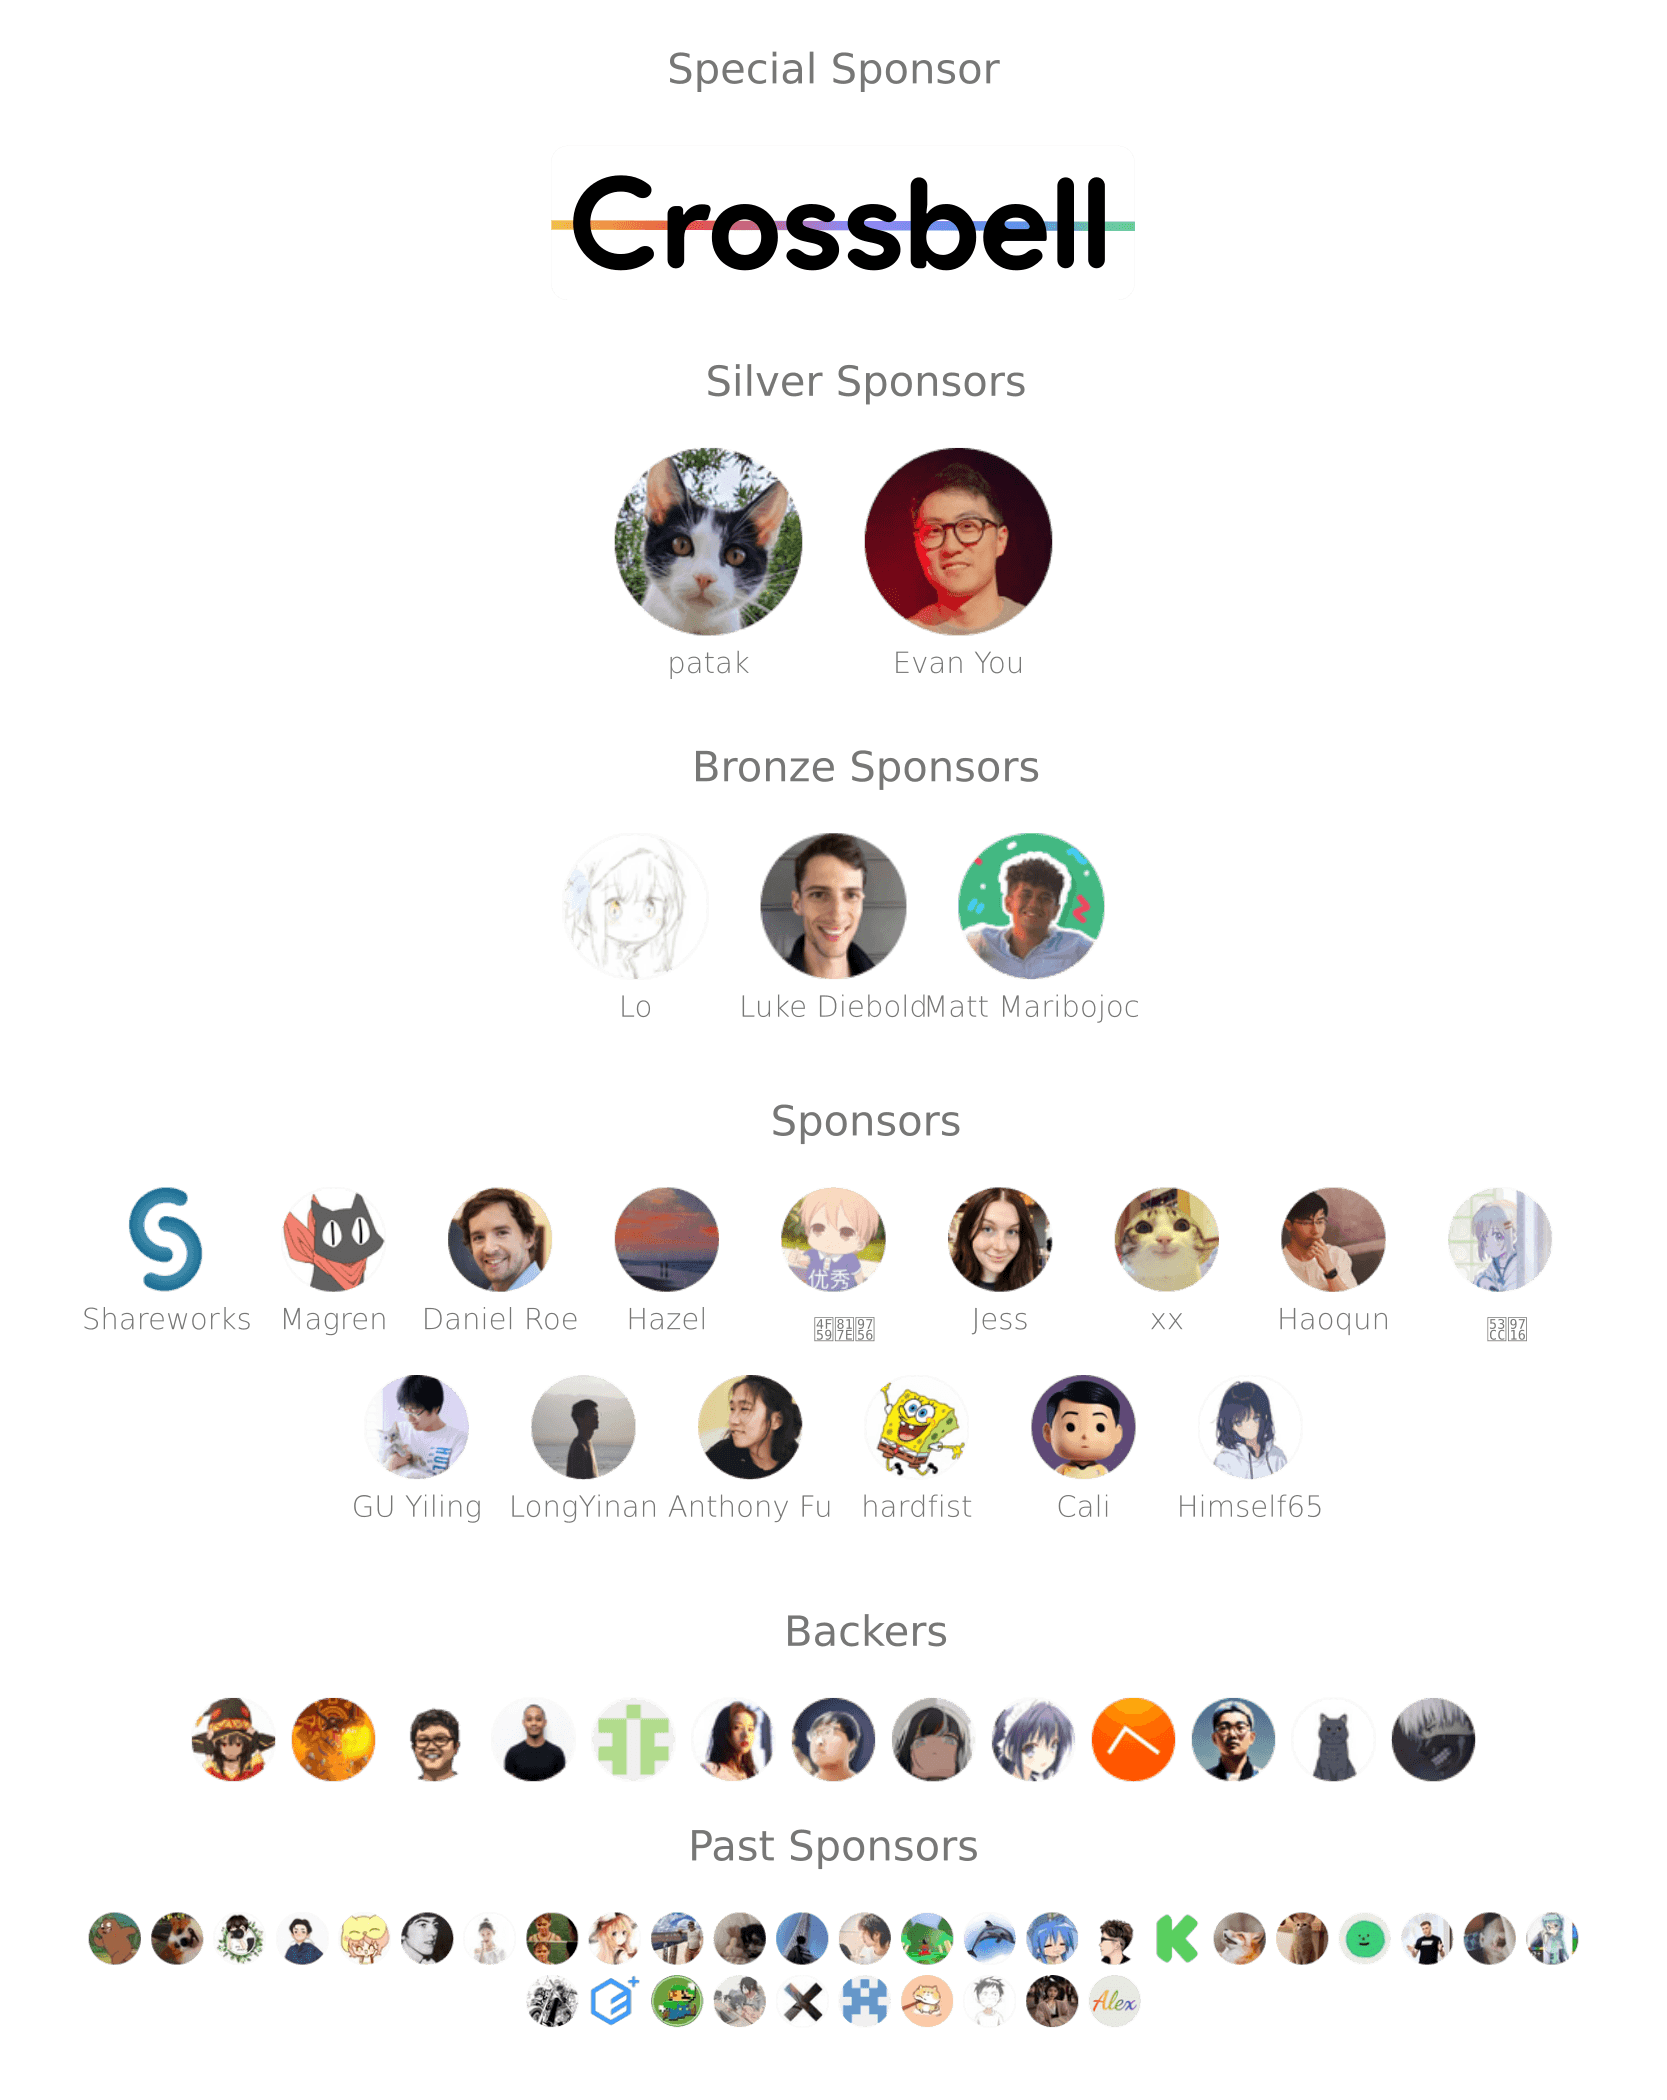 Special Sponsor
Crossbell
Silver Sponsors
patak
Evan You
Bronze Sponsors
Lo
Luke Diebold
Matt Maribojoc
Sponsors
优秀
Shareworks
Magren
Daniel Roe
Hazel
Jess
xx
Haoqun
GU Yiling
LongYinan
Anthony Fu
hardfist
Cali
Himself65
Backers
Past Sponsors
Alex